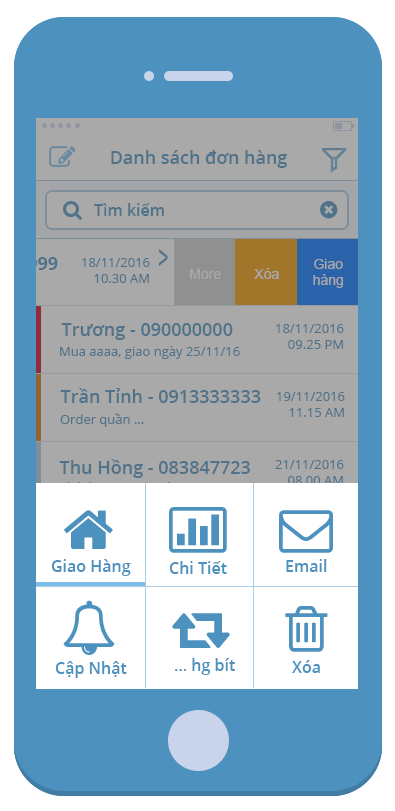 Danh sách đơn hàng
Tìm kiếm
999 18/11/2016 More Xóa Giao
10.30 AM hàng
Trương - 090000000 18/11/2016
Mua aaaa, giao ngày 25/11/16 09.25 PM
Trần Tỉnh - 0913333333 19/11/2016
Order quần ... 11.15 AM
Thu Hồng - 083847723 21/11/2016
08.00 AM
Giao Hàng Chi Tiết Email
Cập Nhật ... hg bít Xóa